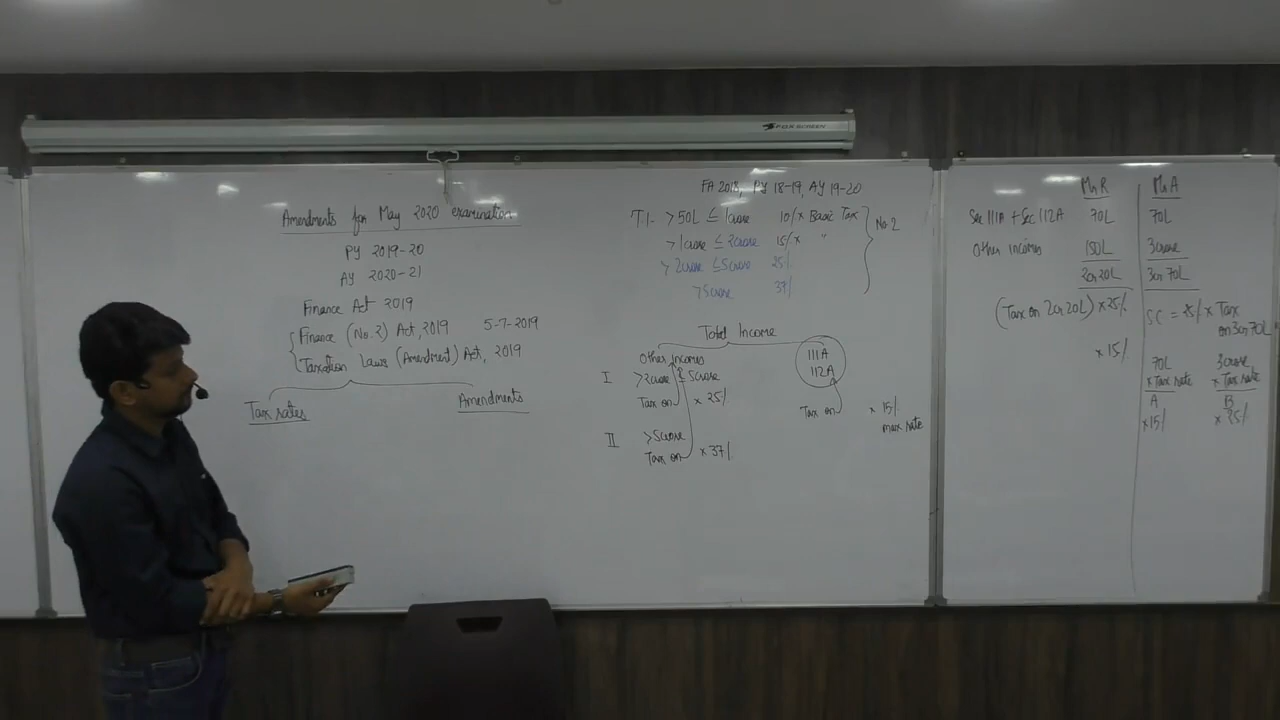 FOR SCREEN
Amendments for May 2020 examination
PY 2019-20
AY 2020-21
Finance Act 2019
Finance (No.2) Act, 2019 5-7-2019
Taxation Laws (Amendment) Act, 2019
Tax rates
Amendments
FA 2018, PY 18-19, AY 19-20
T.I- >50L ≤ 1crore 10% x Basic Tax
>1crore ≤ 2crore 15% x "
>2crore ≤ 5crore 25%
>5crore 37%
No.2
Total Income
Other incomes
111A
112A
I >2crore ≤ 5crore
Tax on x 25%
Tax on x 15%
max rate
II >5crore
Tax on x 37%
Mr R Mr A
Sec 111A + Sec 112A 70L 70L
Other incomes 150L 3crore
2cr 20L 3cr 70L
(Tax on 2cr 20L) x 25%
S.C = 25% x Tax
on 3cr 70L
x 15%
70L 3crore
x Tax rate x Tax rate
A B
x 15% x 25%